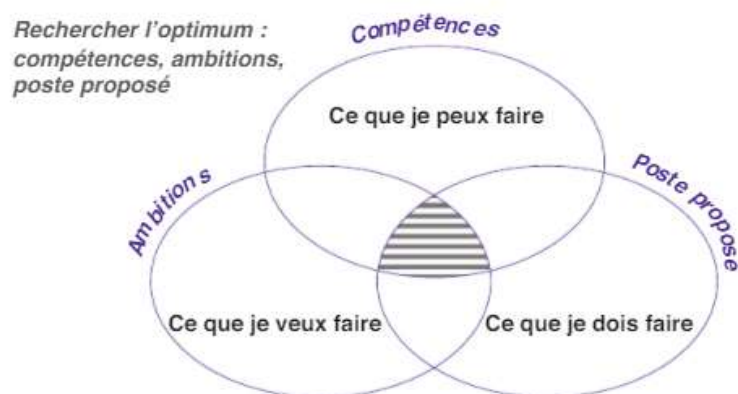 Rechercher l'optimum :
compétences, ambitions,
poste proposé
Compétences
Ce que je peux faire
Ambitions
Poste propose
Ce que je veux faire
Ce que je dois faire